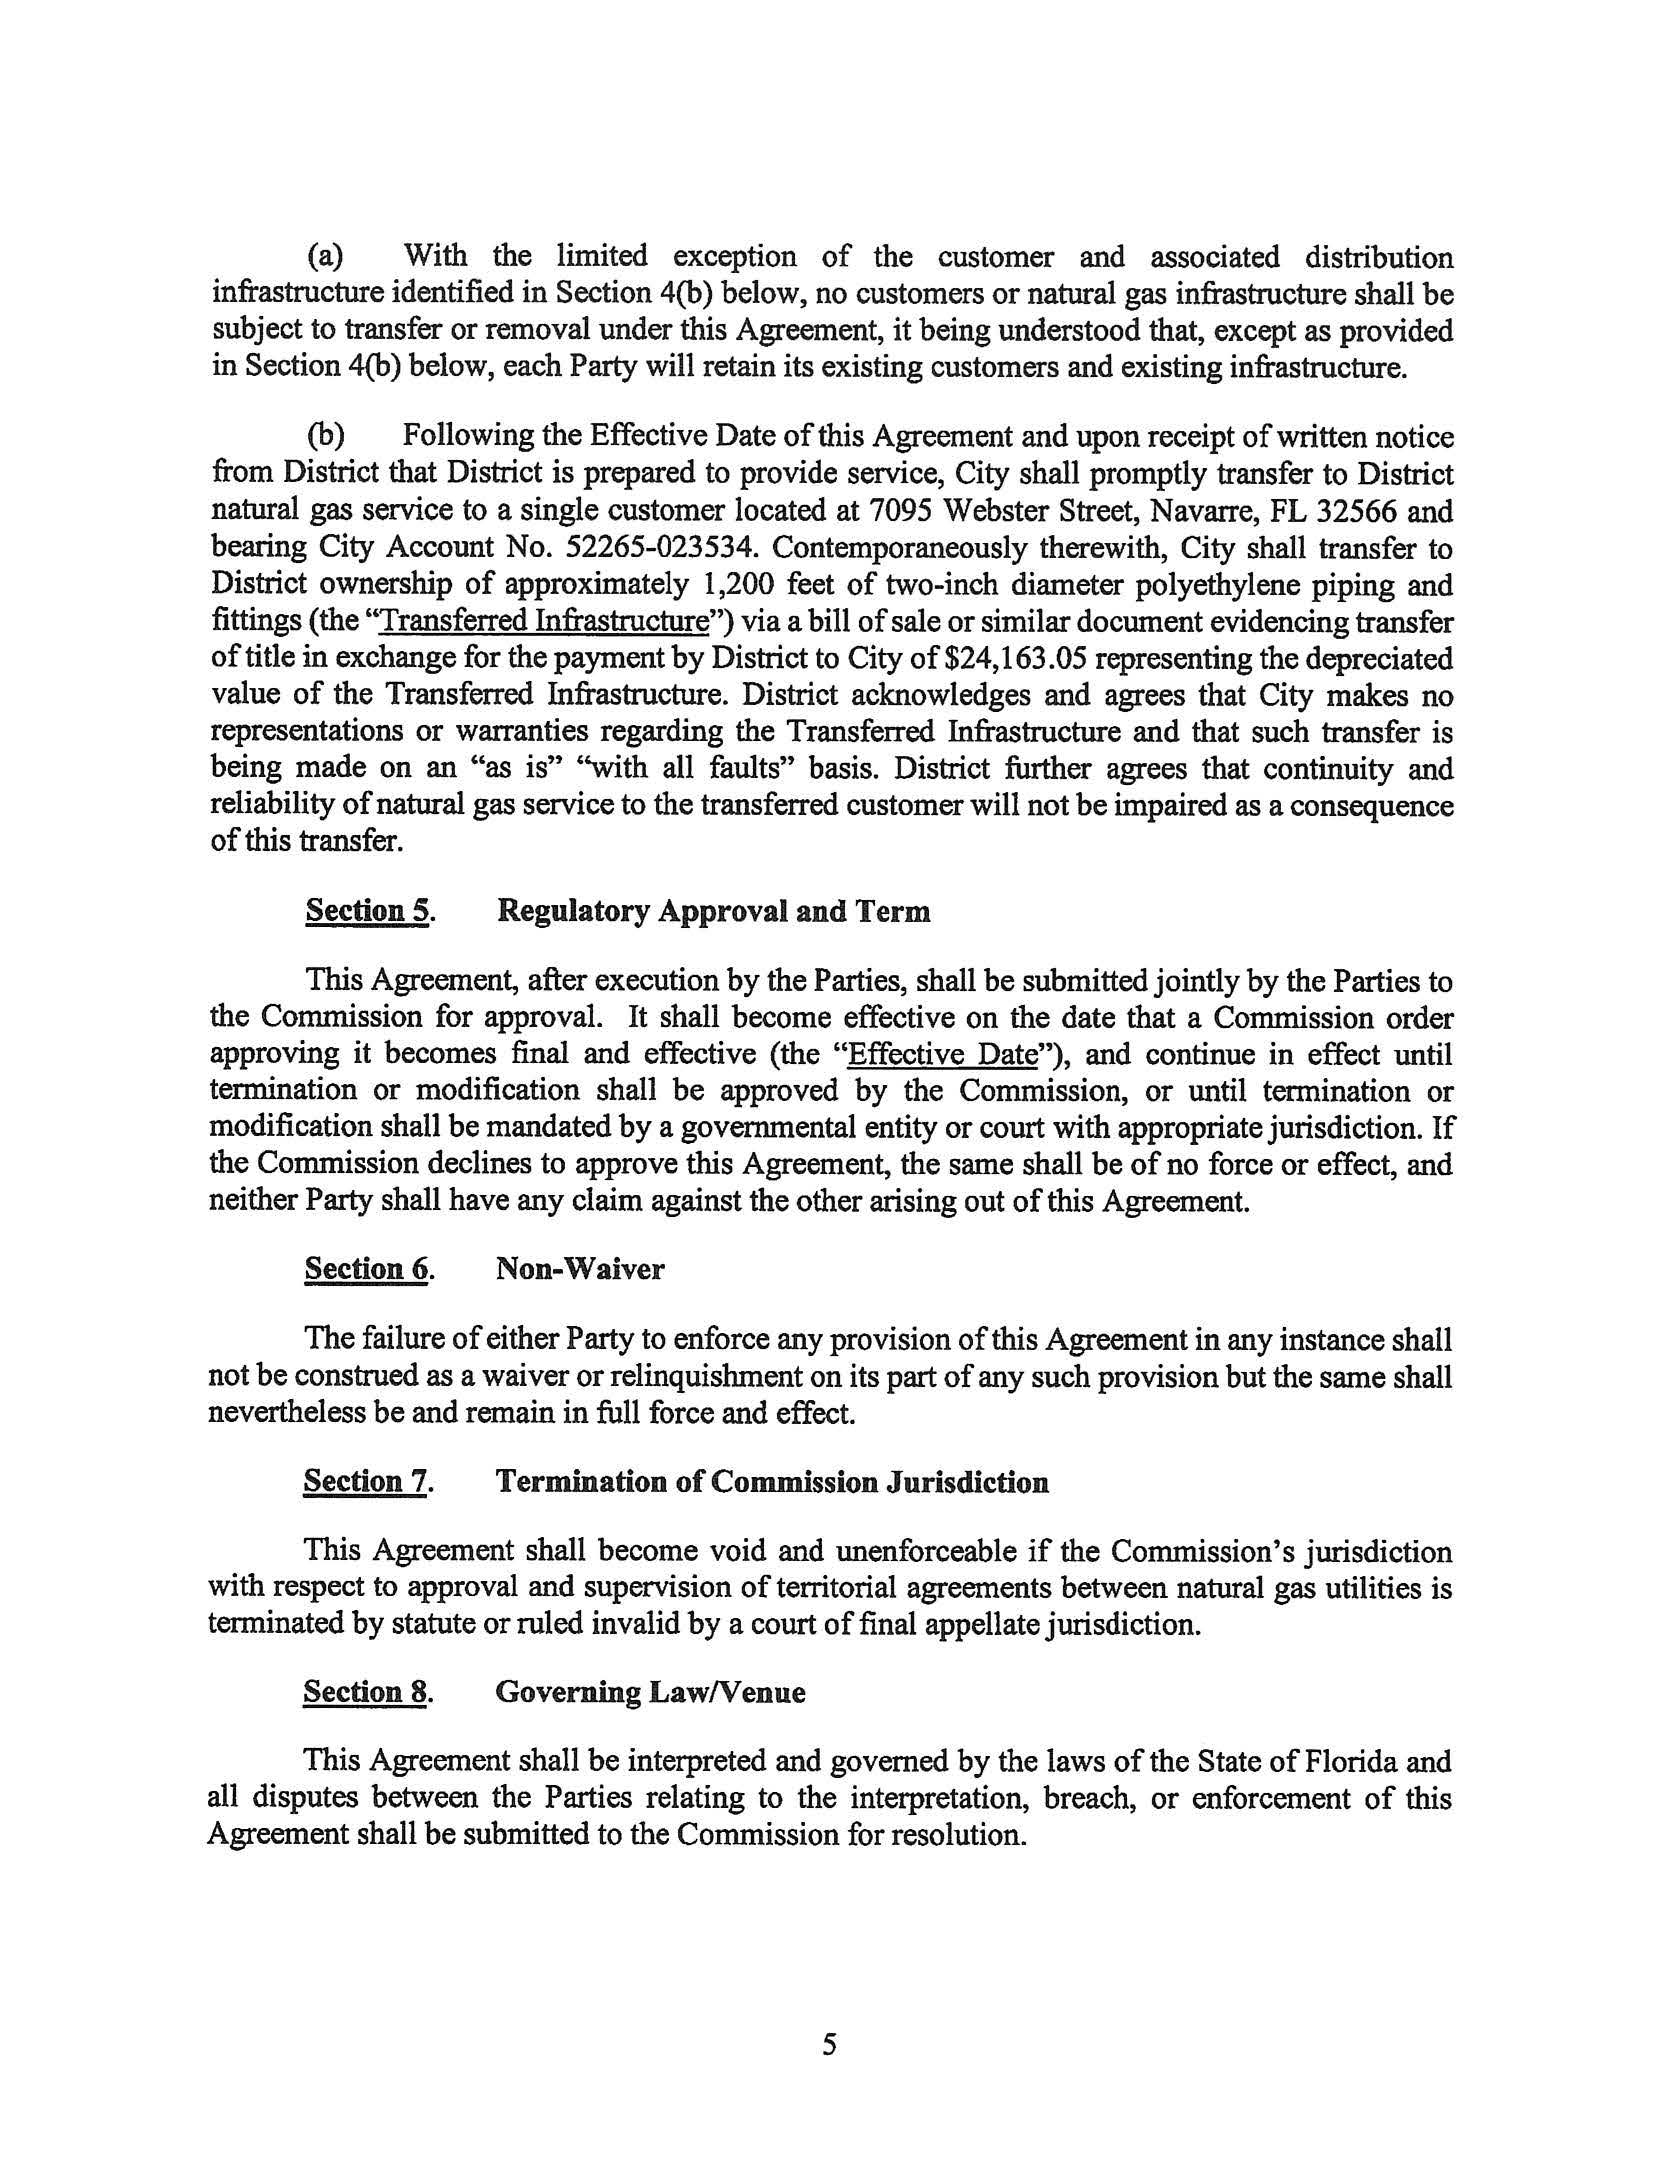 (a) With the limited exception of the customer and associated distribution
infrastructure identified in Section 4(b) below, no customers or natural gas infrastructure shall be
subject to transfer or removal under this Agreement, it being understood that, except as provided
in Section 4(b) below, each Party will retain its existing customers and existing infrastructure.
(b) Following the Effective Date of this Agreement and upon receipt of written notice
from District that District is prepared to provide service, City shall promptly transfer to District
natural gas service to a single customer located at 7095 Webster Street, Navarre, FL 32566 and
bearing City Account No. 52265-023534. Contemporaneously therewith, City shall transfer to
District ownership of approximately 1,200 feet of two-inch diameter polyethylene piping and
fittings (the “Transferred Infrastructure”) via a bill of sale or similar document evidencing transfer
of title in exchange for the payment by District to City of $24,163.05 representing the depreciated
value of the Transferred Infrastructure. District acknowledges and agrees that City makes no
representations or warranties regarding the Transferred Infrastructure and that such transfer is
being made on an “as is” “with all faults” basis. District further agrees that continuity and
reliability of natural gas service to the transferred customer will not be impaired as a consequence
of this transfer.
Section 5. Regulatory Approval and Term
This Agreement, after execution by the Parties, shall be submitted jointly by the Parties to
the Commission for approval. It shall become effective on the date that a Commission order
approving it becomes final and effective (the “Effective Date”), and continue in effect until
termination or modification shall be approved by the Commission, or until termination or
modification shall be mandated by a governmental entity or court with appropriate jurisdiction. If
the Commission declines to approve this Agreement, the same shall be of no force or effect, and
neither Party shall have any claim against the other arising out of this Agreement.
Section 6. Non-Waiver
The failure of either Party to enforce any provision of this Agreement in any instance shall
not be construed as a waiver or relinquishment on its part of any such provision but the same shall
nevertheless be and remain in full force and effect.
Section 7. Termination of Commission Jurisdiction
This Agreement shall become void and unenforceable if the Commission’s jurisdiction
with respect to approval and supervision of territorial agreements between natural gas utilities is
terminated by statute or ruled invalid by a court of final appellate jurisdiction.
Section 8. Governing Law/Venue
This Agreement shall be interpreted and governed by the laws of the State of Florida and
all disputes between the Parties relating to the interpretation, breach, or enforcement of this
Agreement shall be submitted to the Commission for resolution.
5